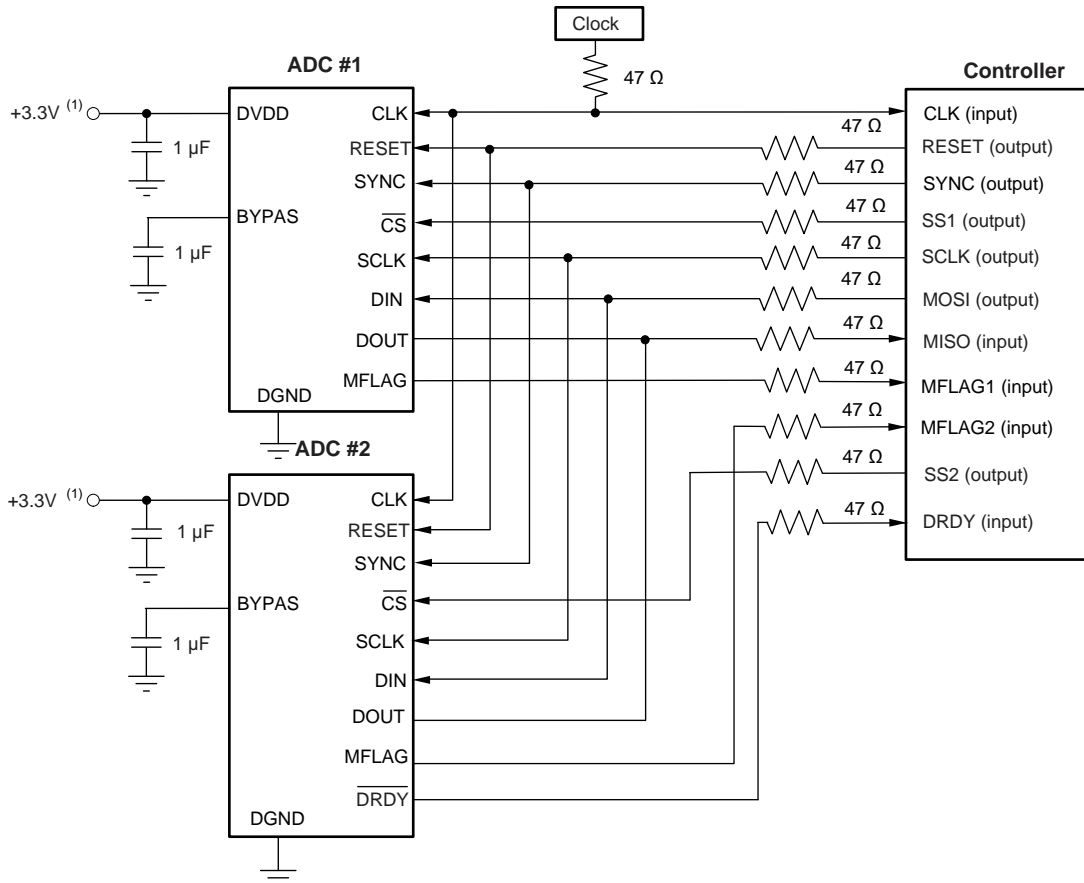 Clock
47 Ω
ADC #1
Controller
+3.3V (1)
DVDD
1 µF
BYPAS
1 µF
DGND
CLK
RESET
SYNC
CS
SCLK
DIN
DOUT
MFLAG
47 Ω
47 Ω
47 Ω
47 Ω
47 Ω
47 Ω
47 Ω
47 Ω
47 Ω
47 Ω
CLK (input)
RESET (output)
SYNC (output)
SS1 (output)
SCLK (output)
MOSI (output)
MISO (input)
MFLAG1 (input)
MFLAG2 (input)
SS2 (output)
DRDY (input)
ADC #2
+3.3V (1)
DVDD
1 µF
BYPAS
1 µF
DGND
CLK
RESET
SYNC
CS
SCLK
DIN
DOUT
MFLAG
DRDY